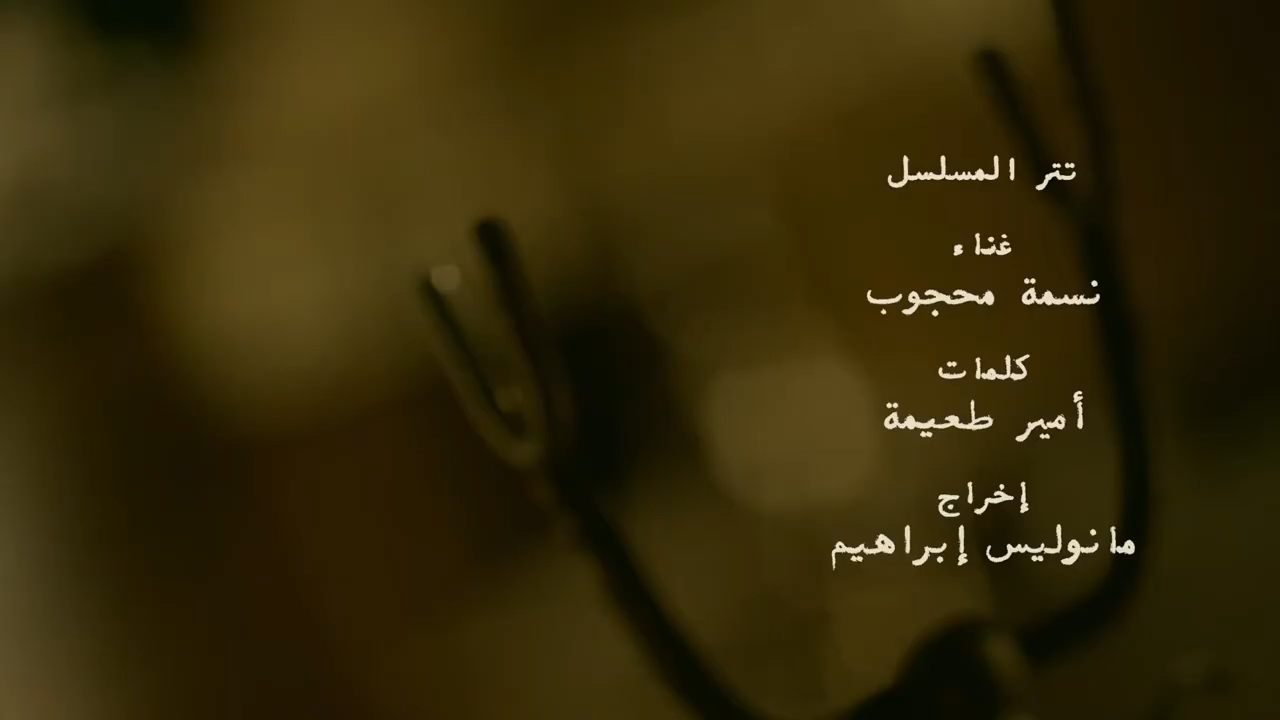 تتر المسلسل
غناء
نسمة محجوب
كلمات
أمير طعيمة
إخراج
مانوليس إبراهيم